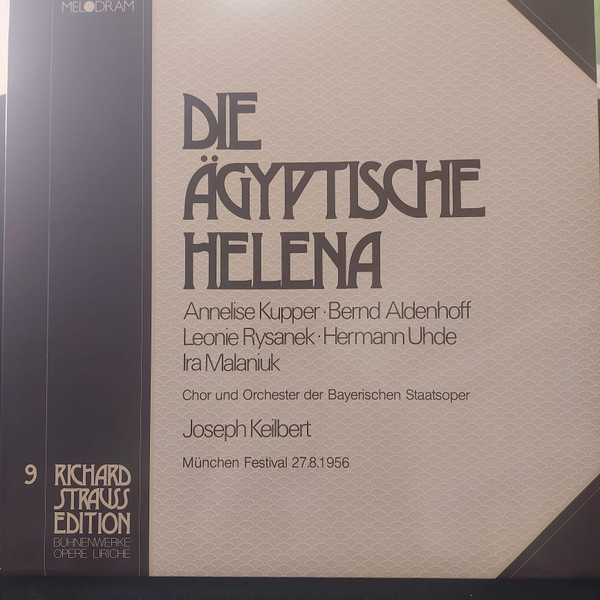 MELODRAM
DIE
ÄGYPTISCHE
HELENA
Annelise Kupper · Bernd Aldenhoff
Leonie Rysanek · Hermann Uhde
Ira Malaniuk
Chor und Orchester der Bayerischen Staatsoper
Joseph Keilbert
München Festival 27.8.1956
9 RICHARD
STRAUSS
EDITION
BÜHNENWERKE
OPERE LIRICHE